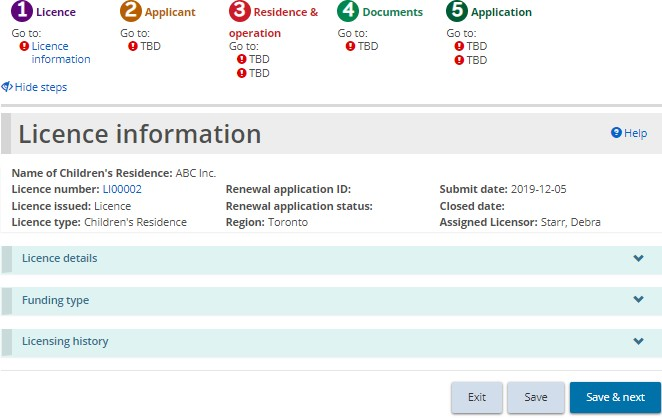 1 Licence 2 Applicant 3 Residence & operation 4 Documents 5 Application
Go to: Go to: Go to: Go to: Go to:
Licence information TBD TBD TBD TBD
TBD TBD
Hide steps
Licence information
Help
Name of Children's Residence: ABC Inc.
Licence number: LI00002 Renewal application ID: Submit date: 2019-12-05
Licence issued: Licence Renewal application status: Closed date:
Licence type: Children's Residence Region: Toronto Assigned Licensor: Starr, Debra
Licence details
Funding type
Licensing history
Exit Save Save & next